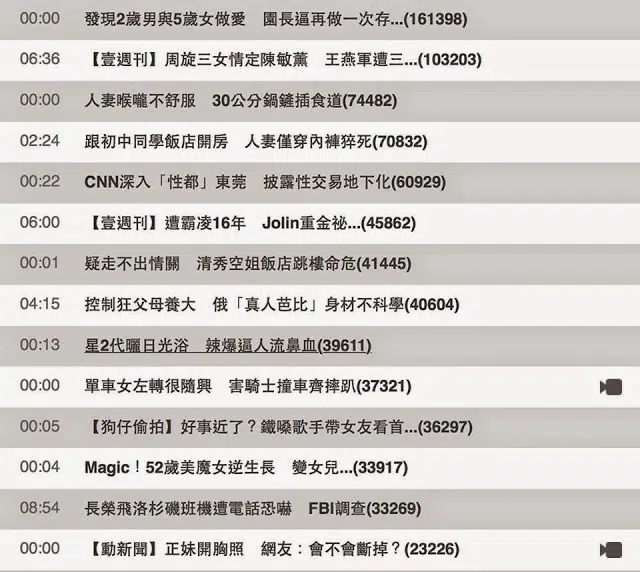 00:00 發現2歲男與5歲女做愛 園長逼再做一次存...(161398)
06:36 【壹週刊】周旋三女情定陳敏薰 王燕軍遭三...(103203)
00:00 人妻喉嚨不舒服 30公分鍋鏟插食道(74482)
02:24 跟初中同學飯店開房 人妻僅穿內褲猝死(70832)
00:22 CNN深入「性都」東莞 披露性交易地下化(60929)
06:00 【壹週刊】遭霸凌16年 Jolin重金祕...(45862)
00:01 疑走不出情關 清秀空姐飯店跳樓命危(41445)
04:15 控制狂父母養大 俄「真人芭比」身材不科學(40604)
00:13 星2代曬日光浴 辣爆逼人流鼻血(39611)
00:00 單車女左轉很隨興 害騎士撞車齊摔趴(37321)
00:05 【狗仔偷拍】好事近了？鐵嗓歌手帶女友看首...(36297)
00:04 Magic！52歲美魔女逆生長 變女兒...(33917)
08:54 長榮飛洛杉磯班機遭電話恐嚇 FBI調查(33269)
00:00 【動新聞】正妹開胸照 網友：會不會斷掉？(23226)